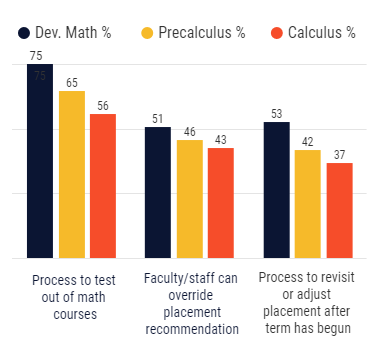 Dev. Math % Precalculus % Calculus %
75
75
65
56
51
46
43
53
42
37
Process to test
out of math
courses
Faculty/staff can
override
placement
recommendation
Process to revisit
or adjust
placement after
term has begun